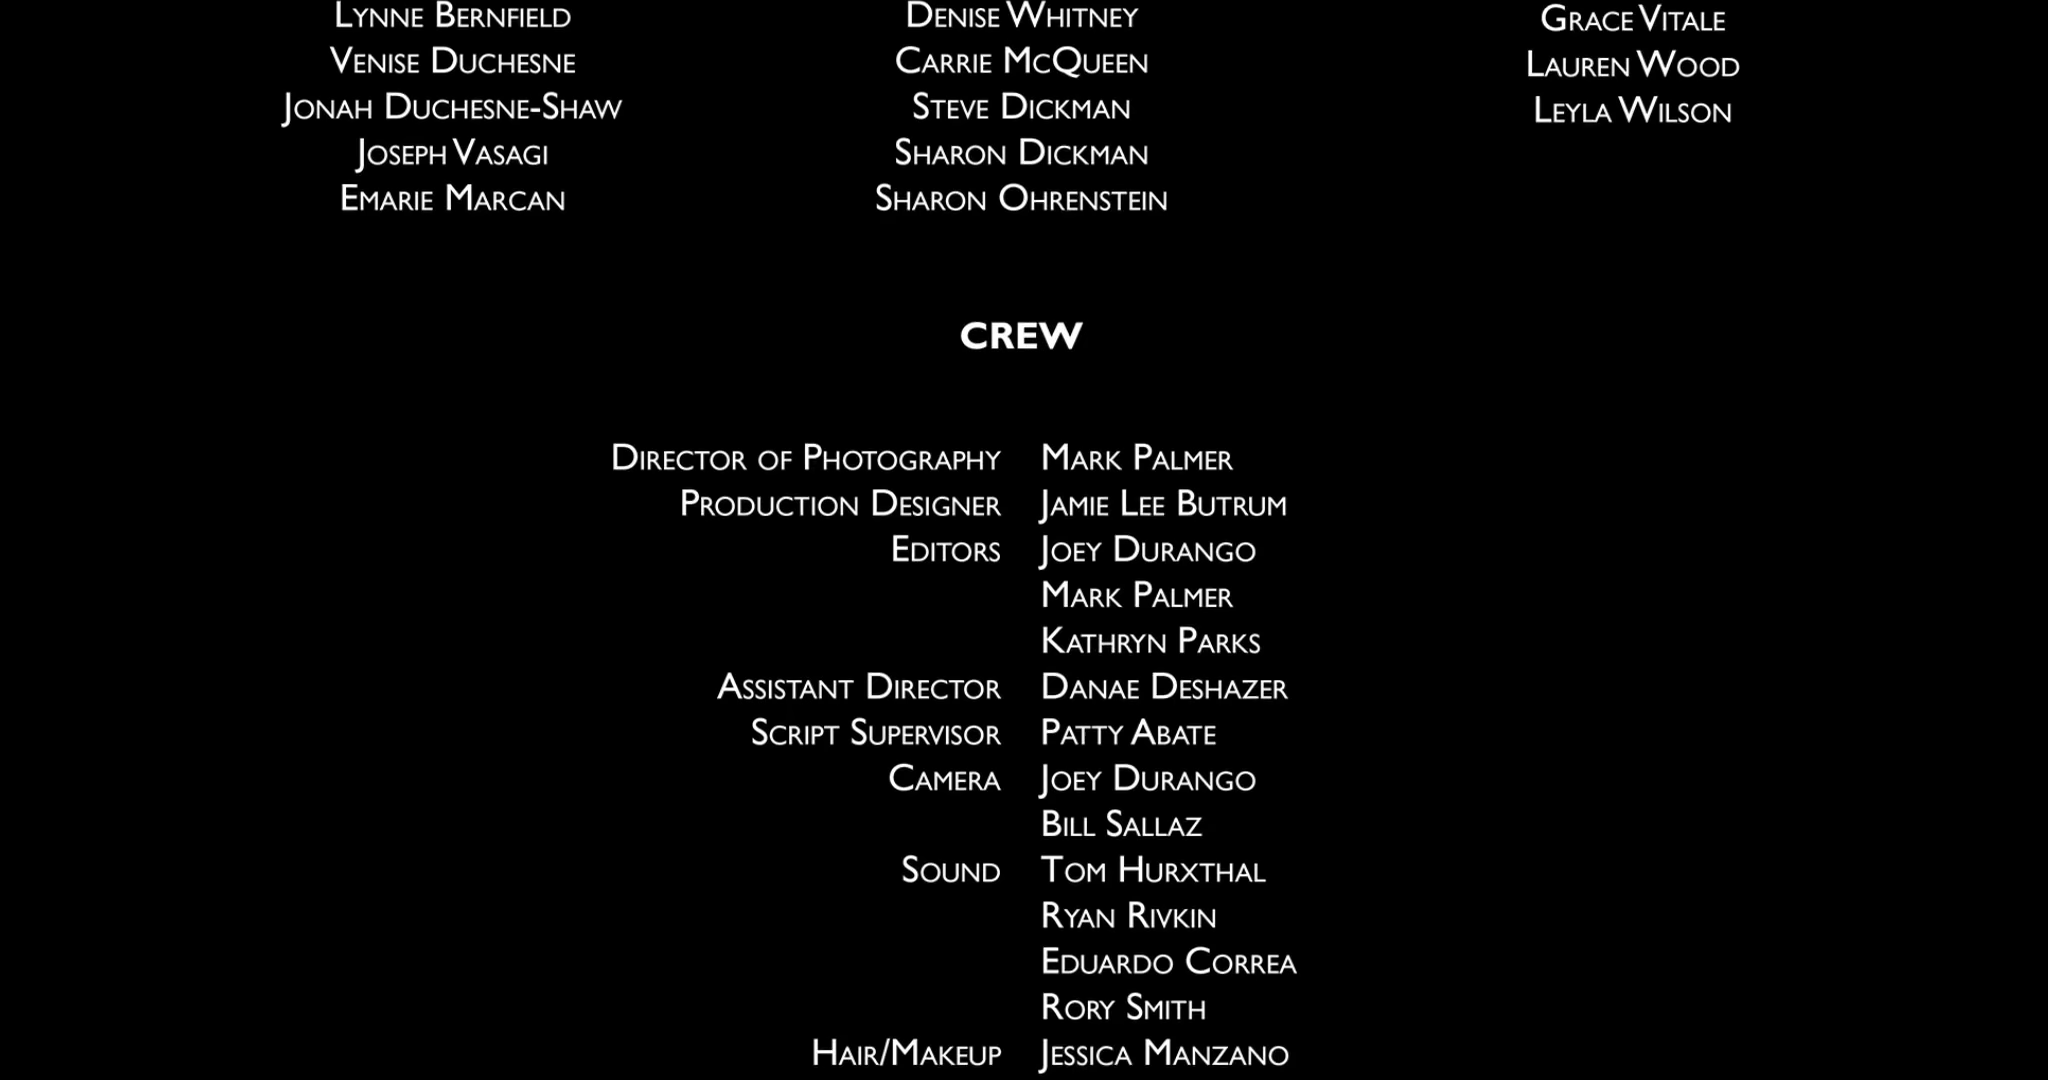 Lynne Bernfield Denise Whitney Grace Vitale
Venise Duchesne Carrie McQueen Lauren Wood
Jonah Duchesne-Shaw Steve Dickman Leyla Wilson
Joseph Vasagi Sharon Dickman
Emarie Marcan Sharon Ohrenstein
CREW
Director of Photography Mark Palmer
Production Designer Jamie Lee Butrum
Editors Joey Durango
Mark Palmer
Kathryn Parks
Assistant Director Danae Deshazer
Script Supervisor Patty Abate
Camera Joey Durango
Bill Sallaz
Sound Tom Hurxthal
Ryan Rivkin
Eduardo Correa
Rory Smith
Hair/Makeup Jessica Manzano